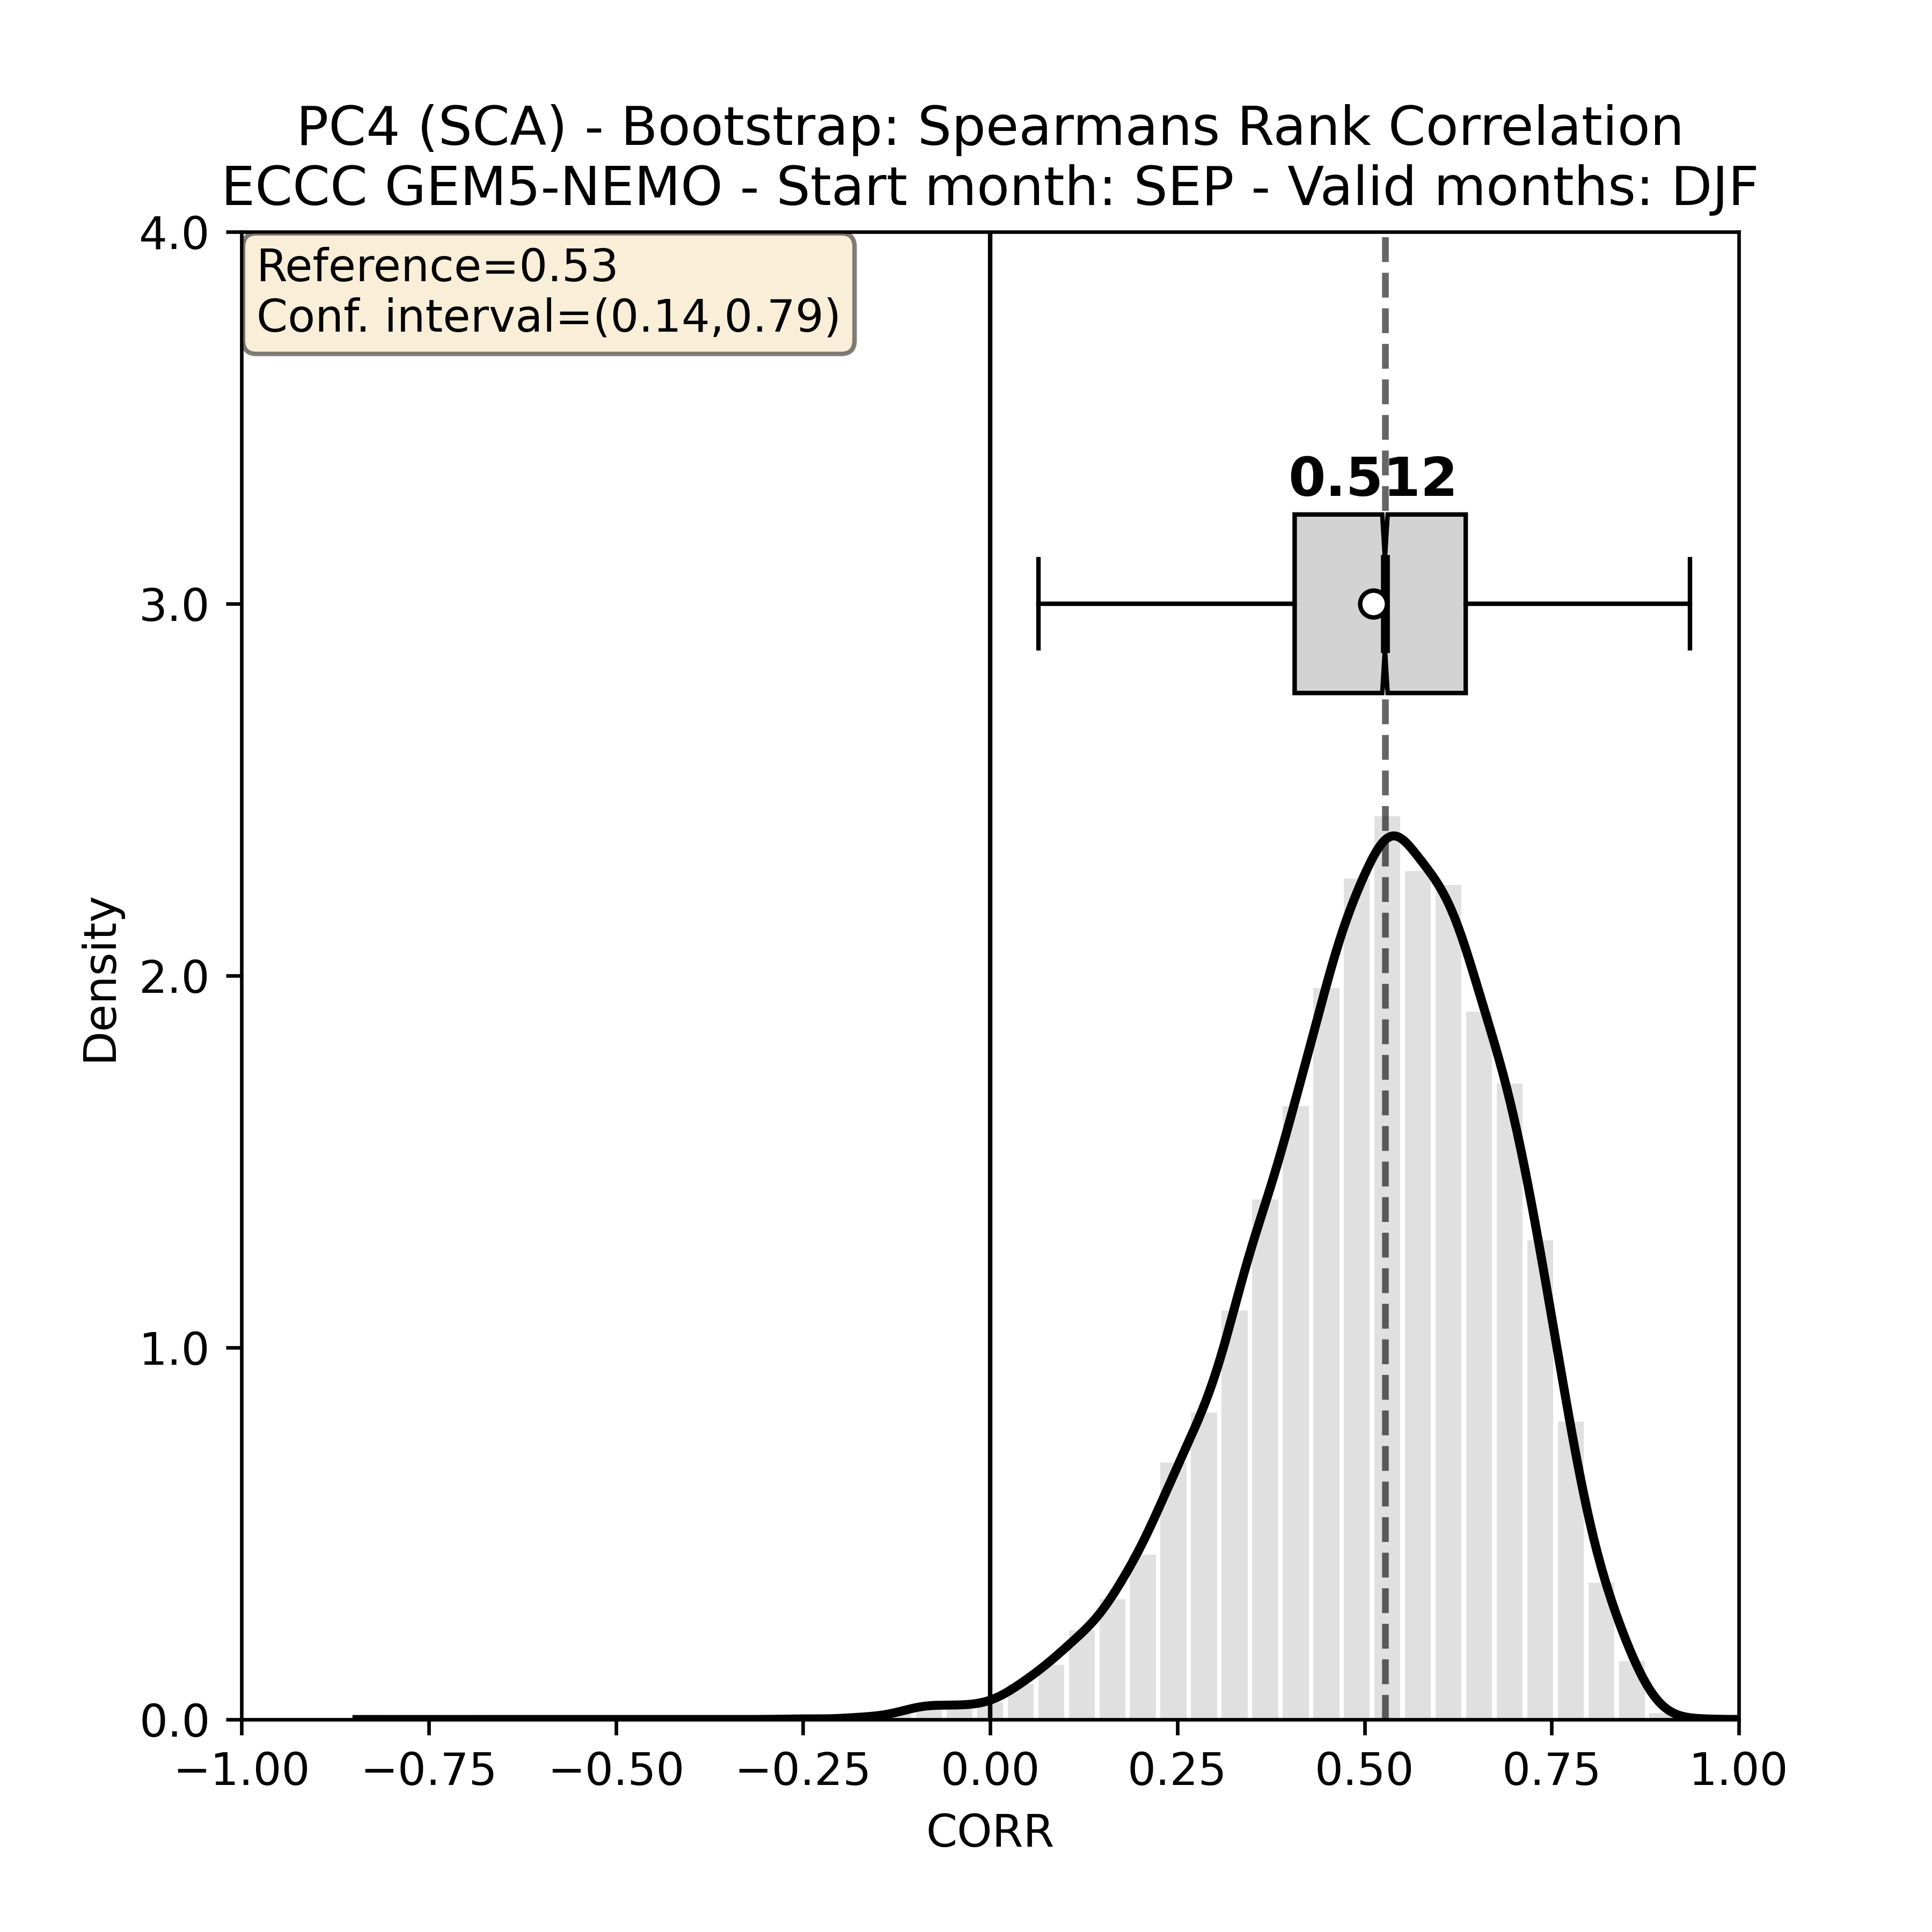 PC4 (SCA) - Bootstrap: Spearmans Rank Correlation
ECCC GEM5-NEMO - Start month: SEP - Valid months: DJF
4.0
Reference=0.53
Conf. interval=(0.14,0.79)
0.512
3.0
Density
2.0
1.0
0.0
−1.00 −0.75 −0.50 −0.25 0.00 0.25 0.50 0.75 1.00
CORR